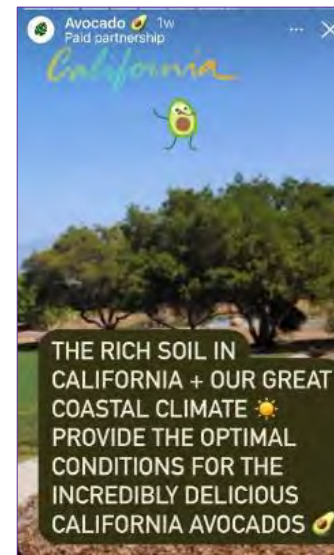 Avocado 🥑 1w
Paid partnership
California
THE RICH SOIL IN
CALIFORNIA + OUR GREAT
COASTAL CLIMATE ☀️
PROVIDE THE OPTIMAL
CONDITIONS FOR THE
INCREDIBLY DELICIOUS
CALIFORNIA AVOCADOS 🥑